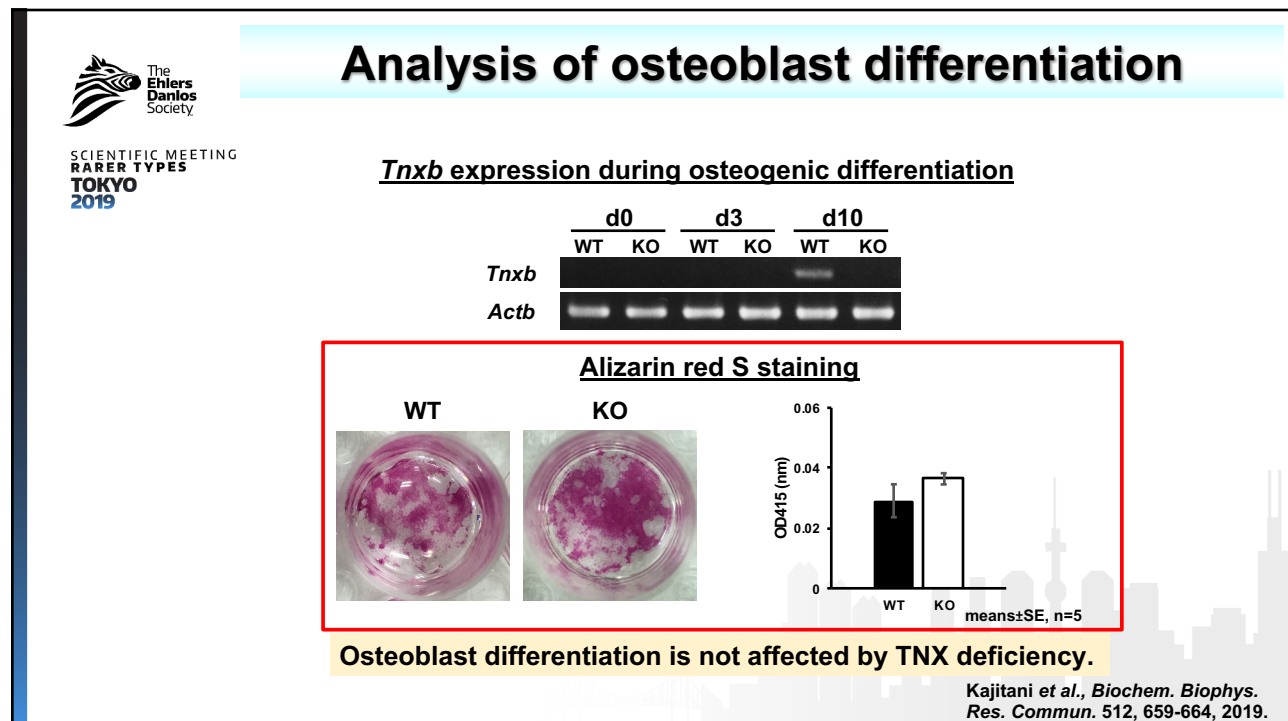 The
Ehlers
Danlos
Society
SCIENTIFIC MEETING
RARER TYPES
TOKYO
2019
Analysis of osteoblast differentiation
Tnxb expression during osteogenic differentiation
d0 d3 d10
WT KO WT KO WT KO
Tnxb
Actb
Alizarin red S staining
WT KO
0.06
0.04
0.02
0
OD415 (nm)
WT KO
means±SE, n=5
Osteoblast differentiation is not affected by TNX deficiency.
Kajitani et al., Biochem. Biophys.
Res. Commun. 512, 659-664, 2019.